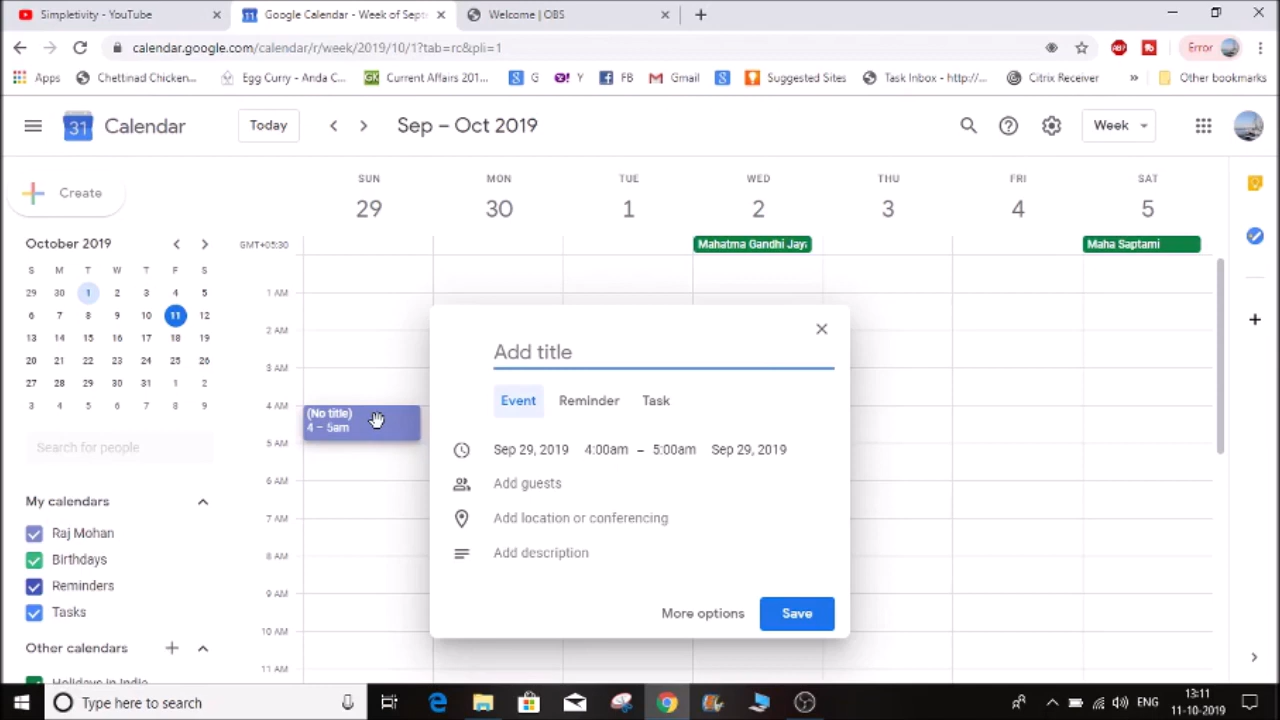 Simpletivity - YouTube
Google Calendar - Week of Sept
Welcome | OBS
calendar.google.com/calendar/r/week/2019/10/1?tab=rc&pli=1
ABP
Error
Apps
Chettinad Chicken...
Egg Curry - Anda C...
GK Current Affairs 201...
G
Y! Y
FB
Gmail
Suggested Sites
Task Inbox - http://...
Citrix Receiver
»
Other bookmarks
31 Calendar
Today
Sep – Oct 2019
Week
Create
SUN MON TUE WED THU FRI SAT
29 30 1 2 3 4 5
October 2019
GMT+05:30
Mahatma Gandhi Jaya
Maha Saptami
S M T W T F S
29 30 1 2 3 4 5
6 7 8 9 10 11 12
13 14 15 16 17 18 19
20 21 22 23 24 25 26
27 28 29 30 31 1 2
3 4 5 6 7 8 9
Search for people
My calendars
Raj Mohan
Birthdays
Reminders
Tasks
Other calendars
Holidays in India
1 AM
2 AM
3 AM
4 AM
5 AM
6 AM
7 AM
8 AM
9 AM
10 AM
11 AM
(No title)
4 – 5am
Add title
Event Reminder Task
Sep 29, 2019 4:00am – 5:00am Sep 29, 2019
Add guests
Add location or conferencing
Add description
More options
Save
Type here to search
ENG
13:11
11-10-2019